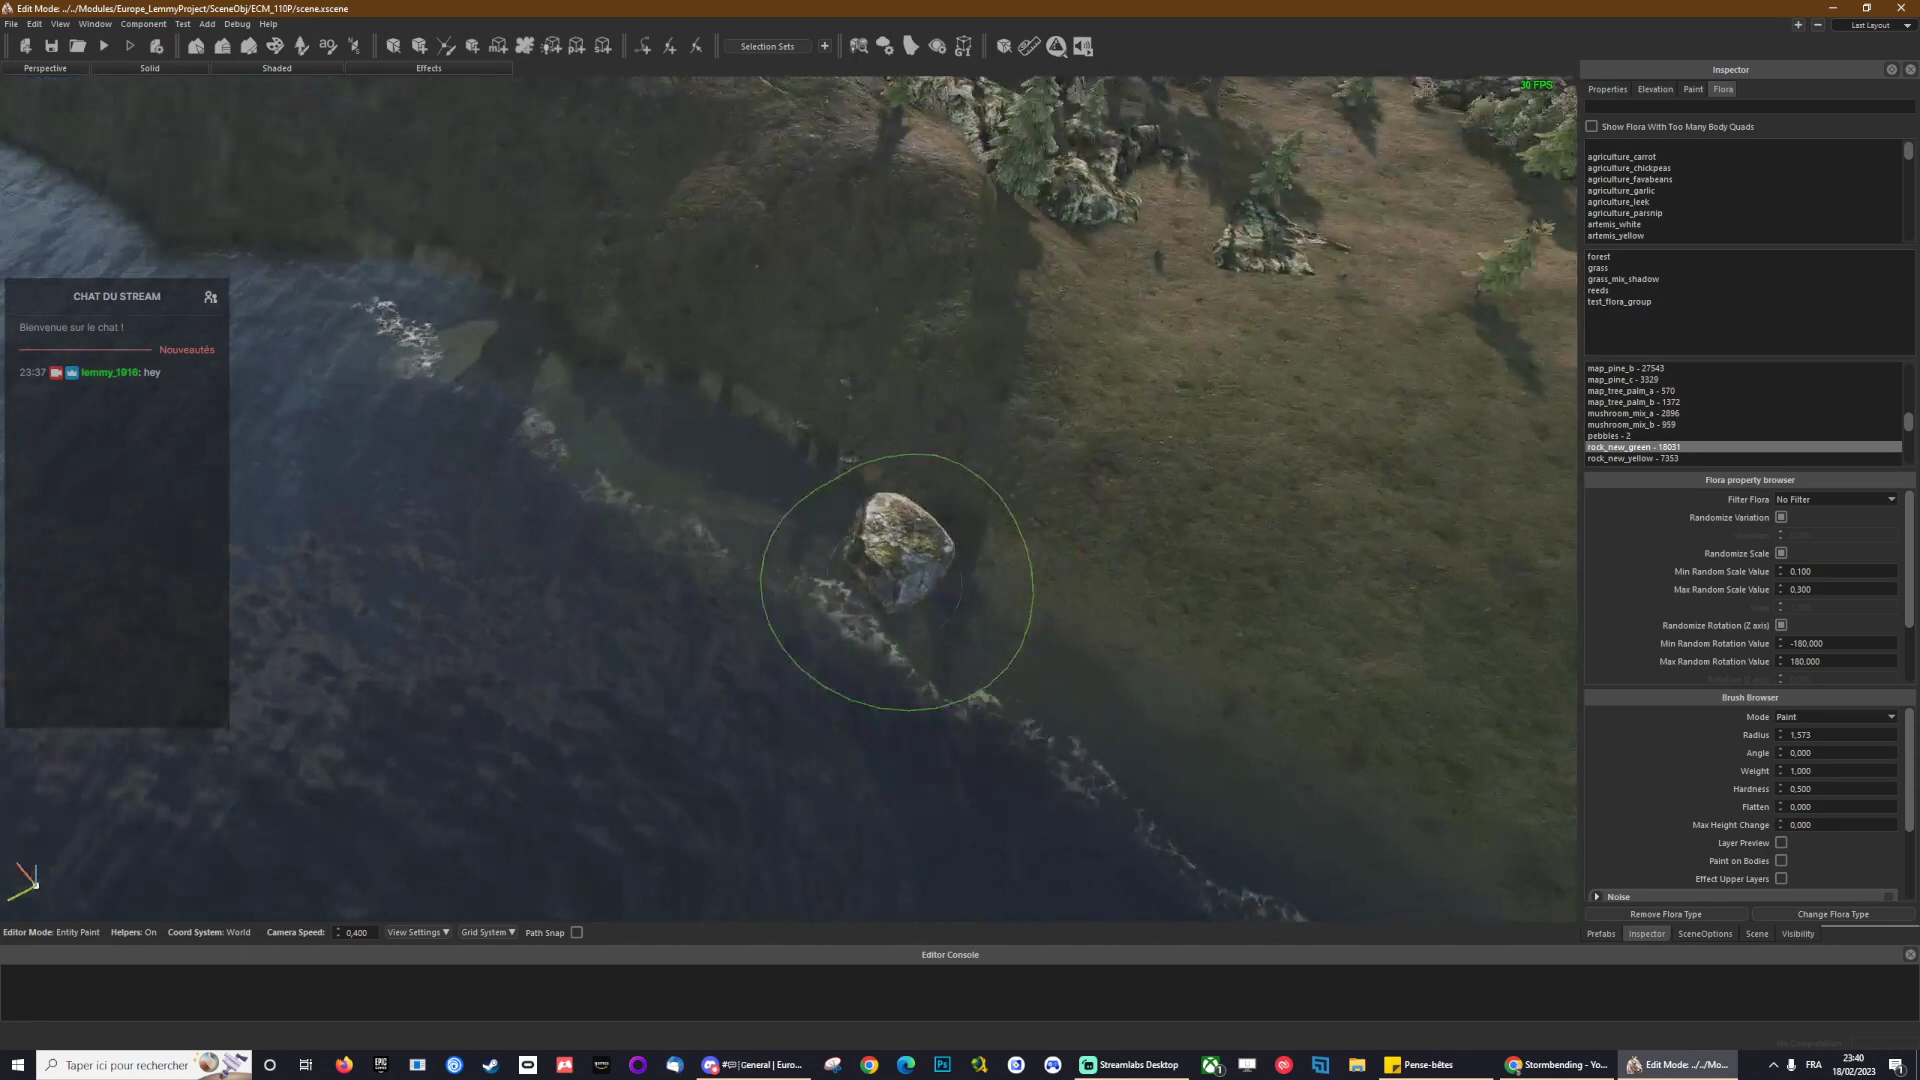 Edit Mode: ../../Modules/Europe_LemmyProject/SceneObj/ECM_110P/scene.xscene
File Edit View Window Component Test Add Debug Help
Last Layout
Selection Sets
Perspective Solid Shaded Effects
30 FPS
CHAT DU STREAM
Bienvenue sur le chat !
Nouveautés
23:37 lemmy_1916: hey
Inspector
Properties Elevation Paint Flora
Show Flora With Too Many Body Quads
agriculture_carrot
agriculture_chickpeas
agriculture_favabeans
agriculture_garlic
agriculture_leek
agriculture_parsnip
artemis_white
artemis_yellow
forest
grass
grass_mix_shadow
reeds
test_flora_group
map_pine_b - 27543
map_pine_c - 3329
map_tree_palm_a - 570
map_tree_palm_b - 1372
mushroom_mix_a - 2896
mushroom_mix_b - 959
pebbles - 2
rock_new_green - 18031
rock_new_yellow - 7353
Flora property browser
Filter Flora No Filter
Randomize Variation
Randomize Scale
Min Random Scale Value 0,100
Max Random Scale Value 0,300
Randomize Rotation (Z axis)
Min Random Rotation Value -180,000
Max Random Rotation Value 180,000
Brush Browser
Mode Paint
Radius 1,573
Angle 0,000
Weight 1,000
Hardness 0,500
Flatten 0,000
Max Height Change 0,000
Layer Preview
Paint on Bodies
Effect Upper Layers
Noise
Remove Flora Type Change Flora Type
Prefabs Inspector SceneOptions Scene Visibility
Editor Mode: Entity Paint Helpers: On Coord System: World Camera Speed: 0,400 View Settings Grid System Path Snap
Editor Console
No Computation
Taper ici pour rechercher
General | Euro...
Streamlabs Desktop
Pense-bêtes
Stormbending - Yo...
Edit Mode: ../../Mo...
FRA
23:40
18/02/2023